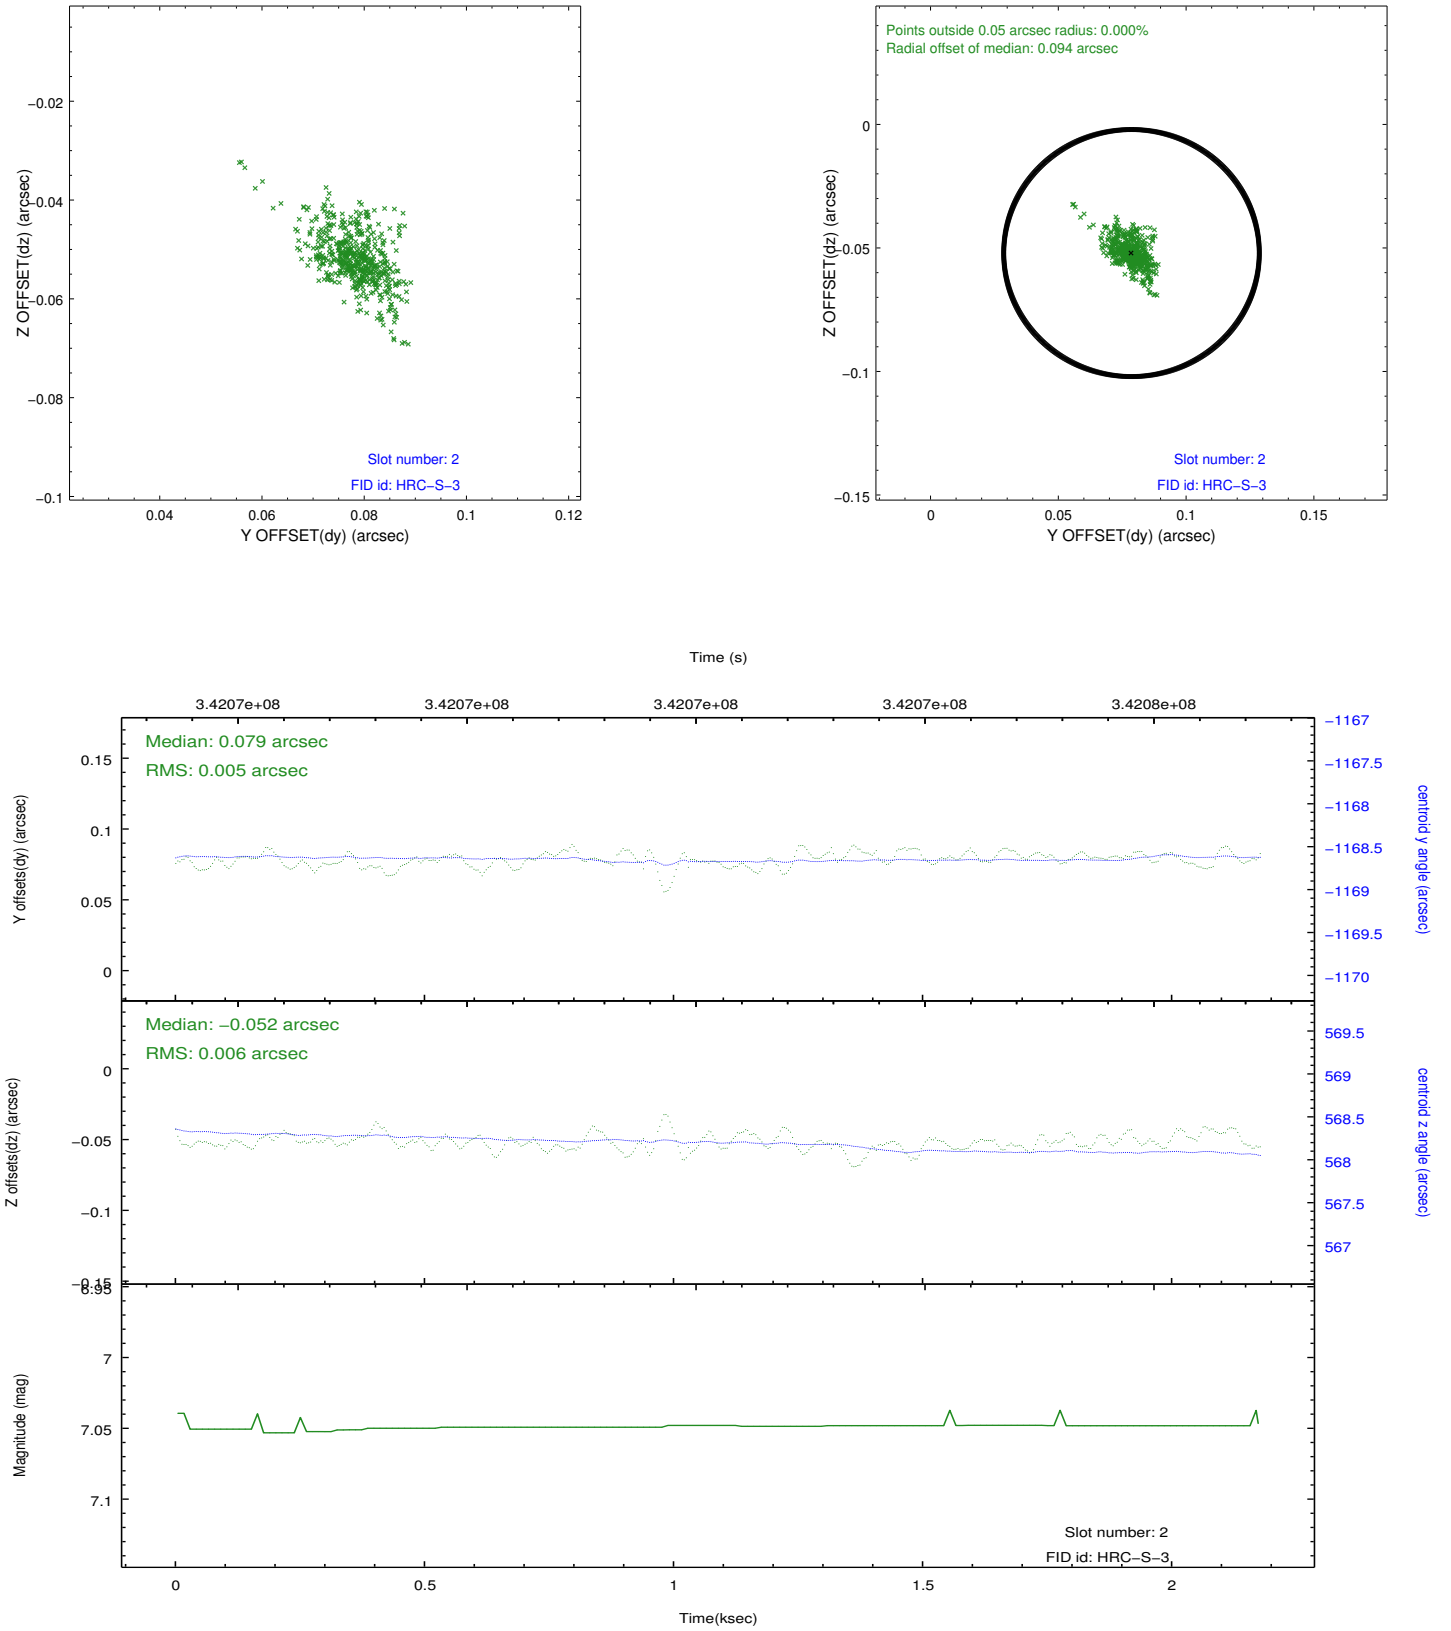 −0.02
−0.04
−0.06
−0.08
−0.1
Z OFFSET(dz) (arcsec)
0.04
0.06
0.08
0.1
0.12
Y OFFSET(dy) (arcsec)
Slot number: 2
FID id: HRC−S−3
Points outside 0.05 arcsec radius: 0.000%
Radial offset of median: 0.094 arcsec
0
−0.05
−0.1
−0.15
Z OFFSET(dz) (arcsec)
0
0.05
0.1
0.15
Y OFFSET(dy) (arcsec)
Slot number: 2
FID id: HRC−S−3
Time (s)
3.4207e+08
3.4207e+08
3.4207e+08
3.4207e+08
3.4208e+08
Median: 0.079 arcsec
RMS: 0.005 arcsec
0.15
0.1
0.05
0
Y offsets(dy) (arcsec)
−1167
−1167.5
−1168
−1168.5
−1169
−1169.5
−1170
centroid y angle (arcsec)
Median: −0.052 arcsec
RMS: 0.006 arcsec
0
−0.05
−0.1
−0.15
Z offsets(dz) (arcsec)
569.5
569
568.5
568
567.5
567
centroid z angle (arcsec)
6.95
7
7.05
7.1
Magnitude (mag)
Slot number: 2
FID id: HRC−S−3
0
0.5
1
1.5
2
Time(ksec)